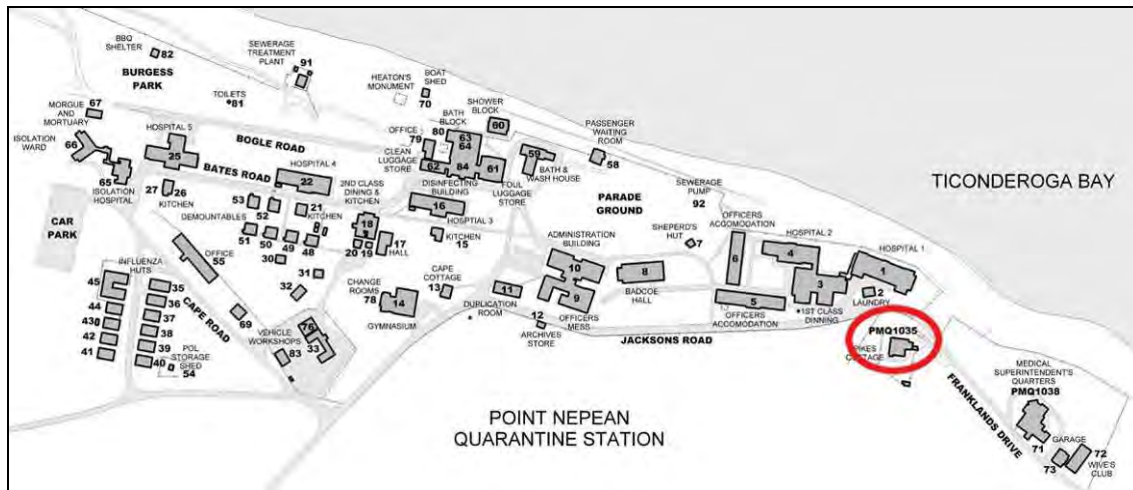 BBQ
SHELTER
82
BURGESS
PARK
SEWERAGE
TREATMENT
PLANT
91
TOILETS
81
HEATON'S
MONUMENT
BOAT
SHED
70
SHOWER
BLOCK
60
MORGUE
AND
MORTUARY
67
ISOLATION
WARD
66
65
ISOLATION
HOSPITAL
HOSPITAL 5
25
BOGLE ROAD
BATES ROAD
27
26
KITCHEN
HOSPITAL 4
22
OFFICE
79
80
BATH
BLOCK
63
64
CLEAN
LUGGAGE
STORE
62
84
61
DISINFECTING
BUILDING
FOUL
LUGGAGE
STORE
59
BATH &
WASH HOUSE
PASSENGER
WAITING
ROOM
58
PARADE
GROUND
SEWERAGE
PUMP
92
TICONDEROGA BAY
CAR
PARK
DEMOUNTABLES
53
52
21
KITCHEN
51
50
49
48
30
31
32
2ND CLASS
DINING &
KITCHEN
18
20
19
17
HALL
16
HOSPTIAL 3
KITCHEN
15
OFFICE
55
INFLUENZA
HUTS
45
44
43
42
41
35
36
37
38
39
40
POL
STORAGE
SHED
54
CAPE ROAD
69
VEHICLE
WORKSHOPS
83
76
33
CHANGE
ROOMS
78
14
GYMNASIUM
CAPE
COTTAGE
13
11
DUPLICATION
ROOM
ADMINISTRATION
BUILDING
10
9
OFFICERS
MESS
12
ARCHIVES
STORE
8
BADCOE
HALL
SHEPERD'S
HUT
7
OFFICERS
ACCOMODATION
6
5
OFFICERS
ACCOMODATION
HOSPITAL 2
4
3
1ST CLASS
DINNING
HOSPITAL 1
1
2
LAUNDRY
JACKSONS ROAD
PMQ1035
SPIKES
COTTAGE
FRANKLANDS DRIVE
MEDICAL
SUPERINTENDENT'S
QUARTERS
PMQ1038
71
GARAGE
73
72
WIVE'S
CLUB
POINT NEPEAN
QUARANTINE STATION